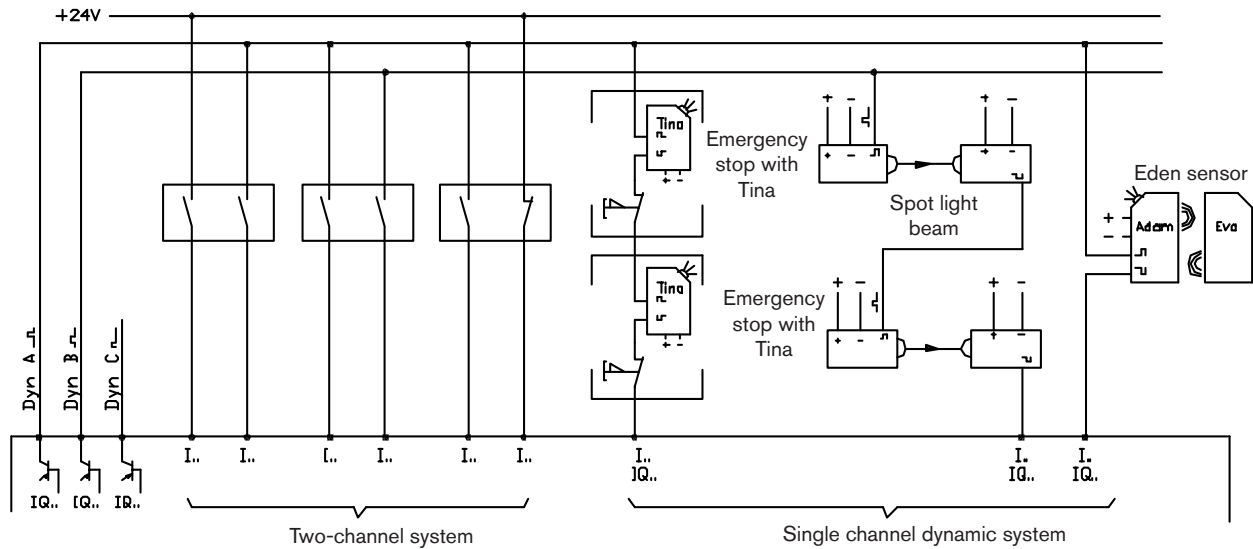 +24V
Tina
Emergency
stop with
Tina
+ -
+ -
+ -
+ -
+
Spot light
beam
Eden sensor
+
-
Adam
Eva
Tina
Emergency
stop with
Tina
+ -
+ -
+ -
+ -
+
Dyn A
Dyn B
Dyn C
I.. I.. I.. I.. I.. I.. I.. I.. I..
IQ.. IQ.. IQ..
IQ.. IQ.. IQ..
Two-channel system
Single channel dynamic system